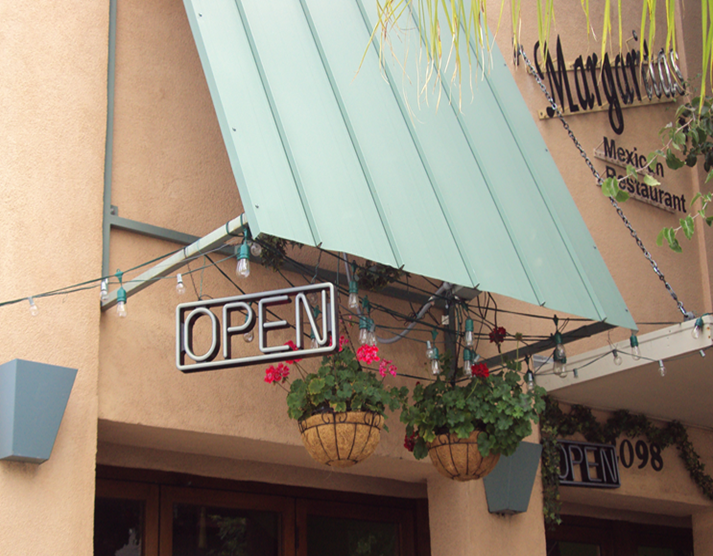 Margaritas
Mexican
Restaurant
OPEN
OPEN
098